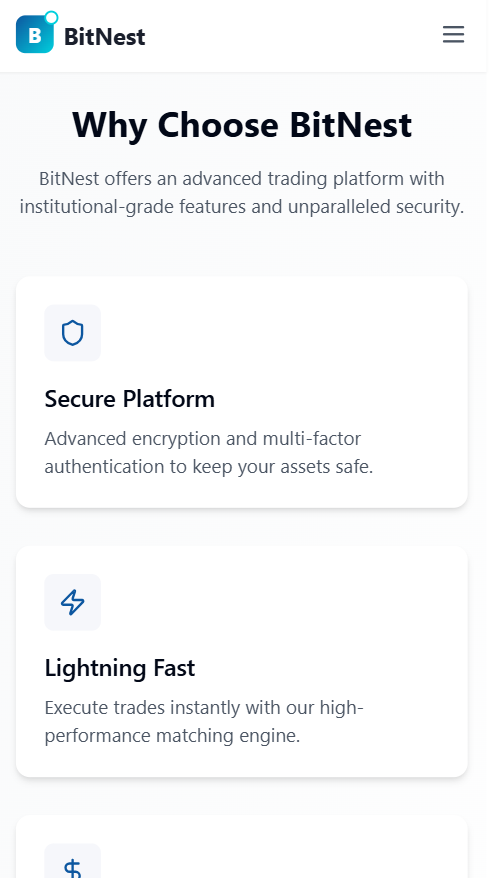 B BitNest
Why Choose BitNest
BitNest offers an advanced trading platform with
institutional-grade features and unparalleled security.
Secure Platform
Advanced encryption and multi-factor
authentication to keep your assets safe.
Lightning Fast
Execute trades instantly with our high-
performance matching engine.
$